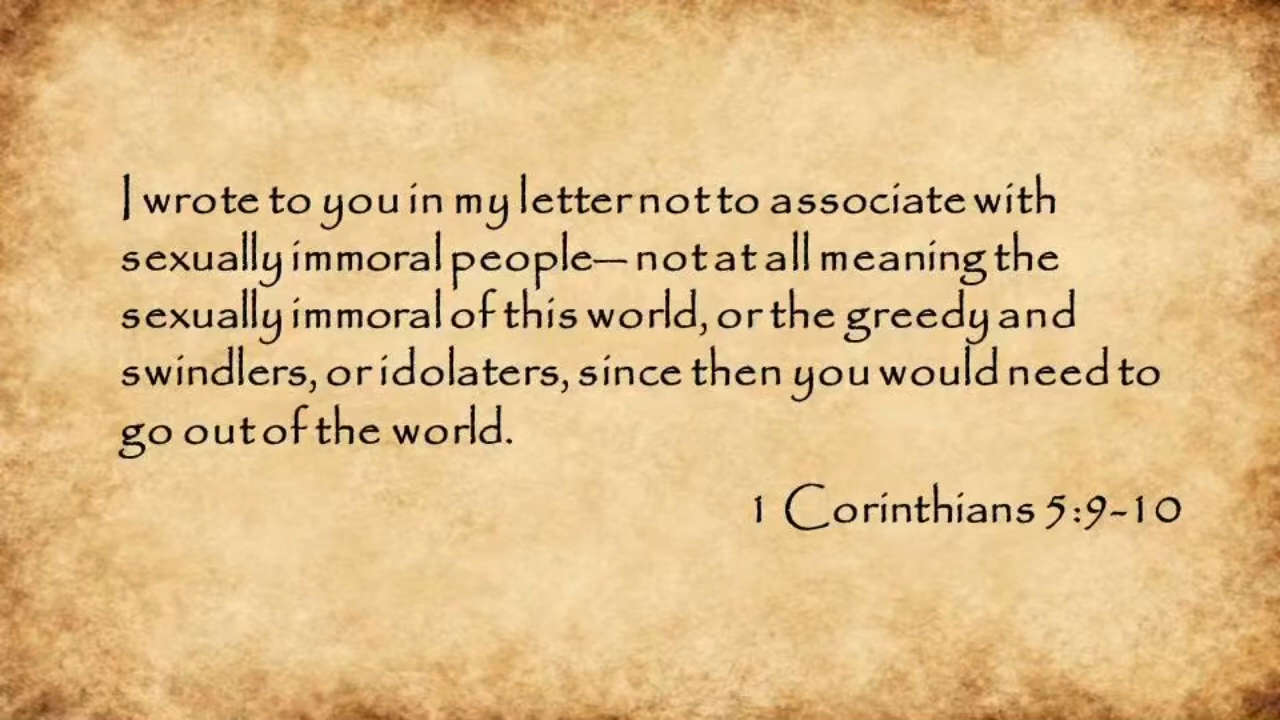 I wrote to you in my letter not to associate with
sexually immoral people— not at all meaning the
sexually immoral of this world, or the greedy and
swindlers, or idolaters, since then you would need to
go out of the world.
1 Corinthians 5:9-10